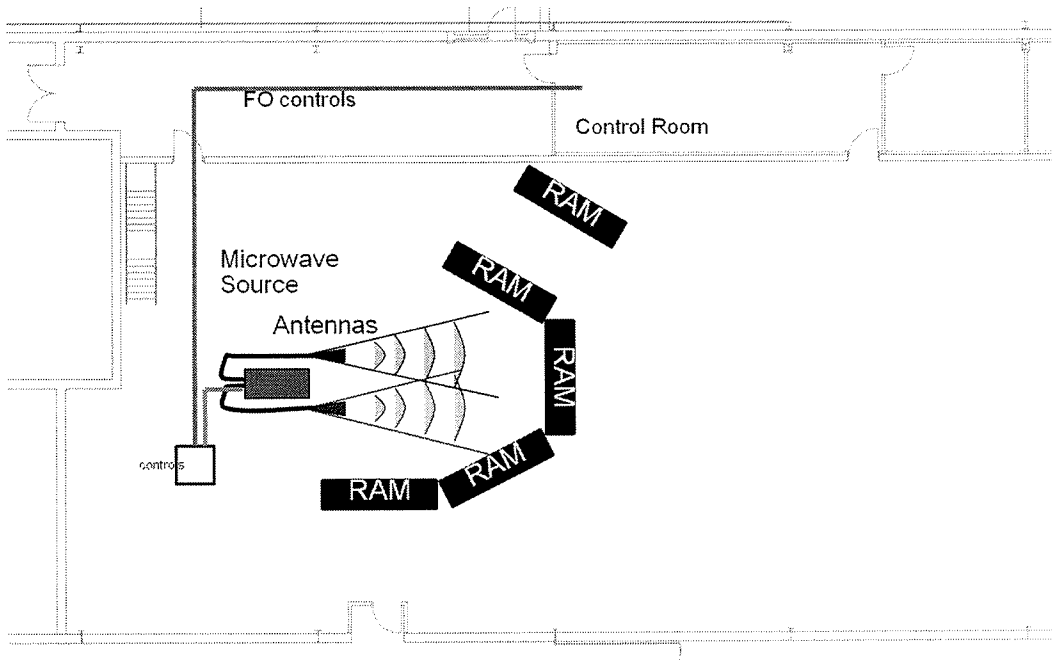 FO controls
Control Room
RAM
RAM
Microwave
Source
Antennas
RAM
controls
RAM
RAM